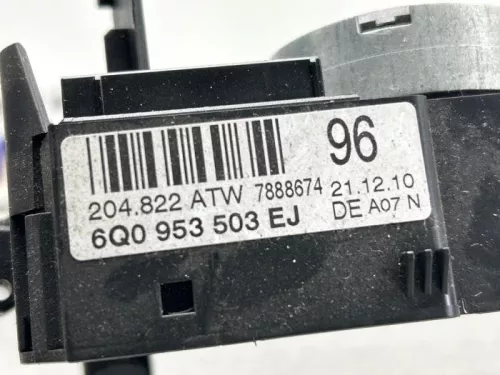 96
204.822 ATW 7888674 21.12.10
6Q0 953 503 EJ DE A07 N